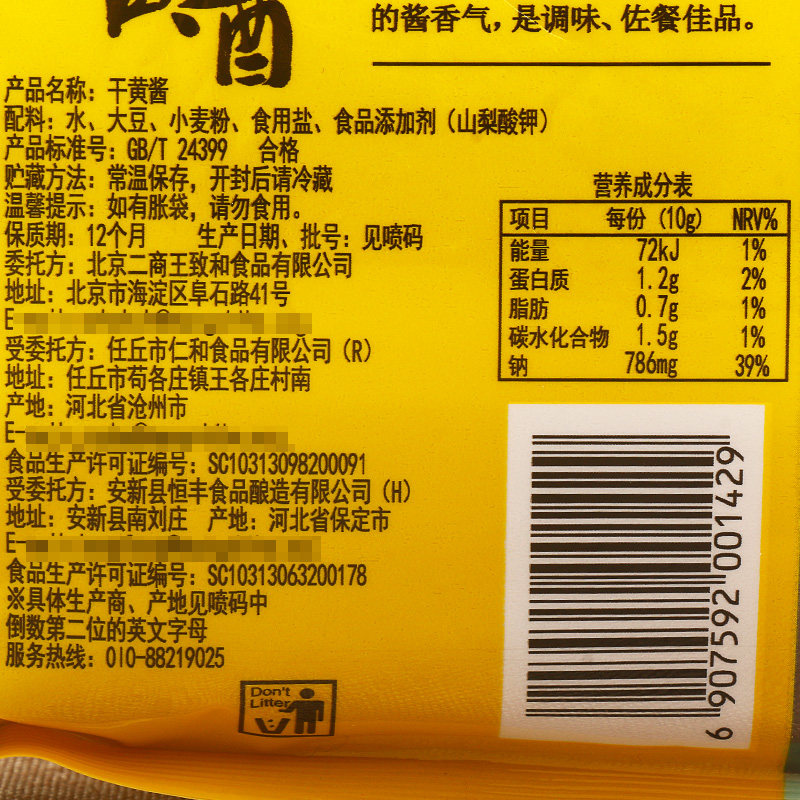 的酱香气，是调味、佐餐佳品。
产品名称：干黄酱
配料：水、大豆、小麦粉、食用盐、食品添加剂（山梨酸钾）
产品标准号：GB/T 24399 合格
贮藏方法：常温保存，开封后请冷藏
温馨提示：如有胀袋，请勿食用。
保质期：12个月 生产日期、批号：见喷码
委托方：北京二商王致和食品有限公司
地址：北京市海淀区阜石路41号
受委托方：任丘市仁和食品有限公司（R）
地址：任丘市苟各庄镇王各庄村南
产地：河北省沧州市
食品生产许可证编号：SC10313098200091
受委托方：安新县恒丰食品酿造有限公司（H）
地址：安新县南刘庄 产地：河北省保定市
食品生产许可证编号：SC10313063200178
※具体生产商、产地见喷码中
倒数第二位的英文字母
服务热线：010-88219025
营养成分表
项目 每份（10g） NRV%
能量 72kJ 1%
蛋白质 1.2g 2%
脂肪 0.7g 1%
碳水化合物 1.5g 1%
钠 786mg 39%
6 907592 001429
Don't
Litter